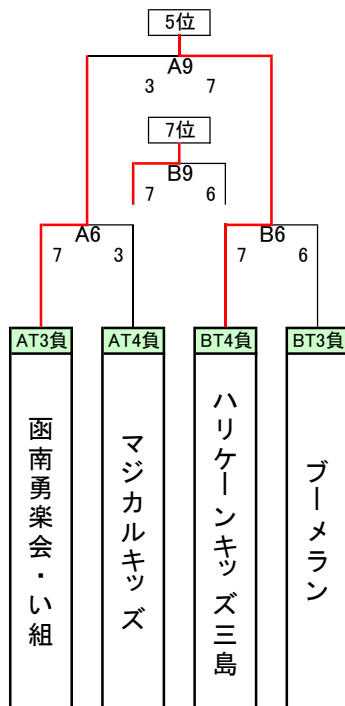 5位
A9
3 7
7位
B9
7 6
A6
B6
7 3
7 6
AT3負
AT4負
BT4負
BT3負
函南勇楽会・い組
マジカルキッズ
ハリケーンキッズ三島
ブーメラン